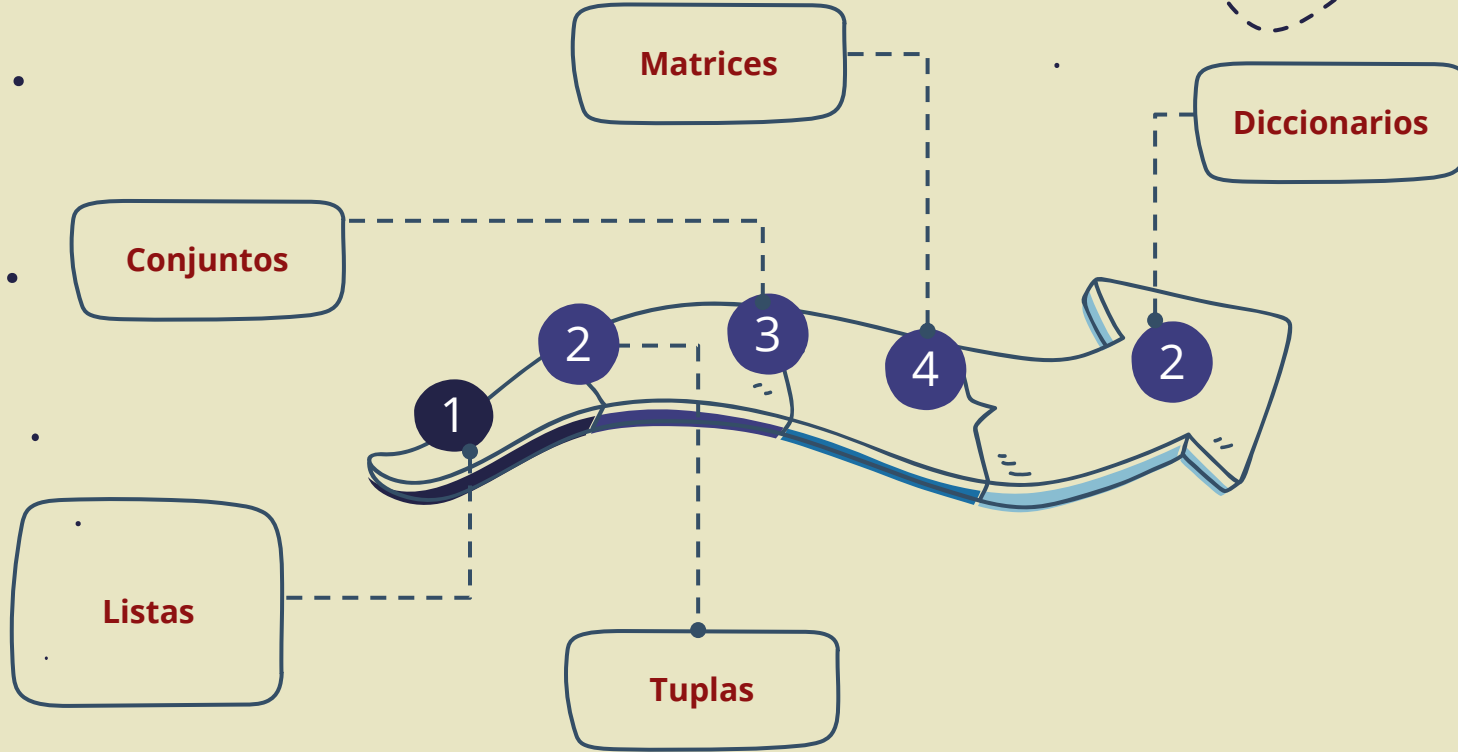 Matrices
Diccionarios
Conjuntos
1
2
3
4
2
Listas
Tuplas